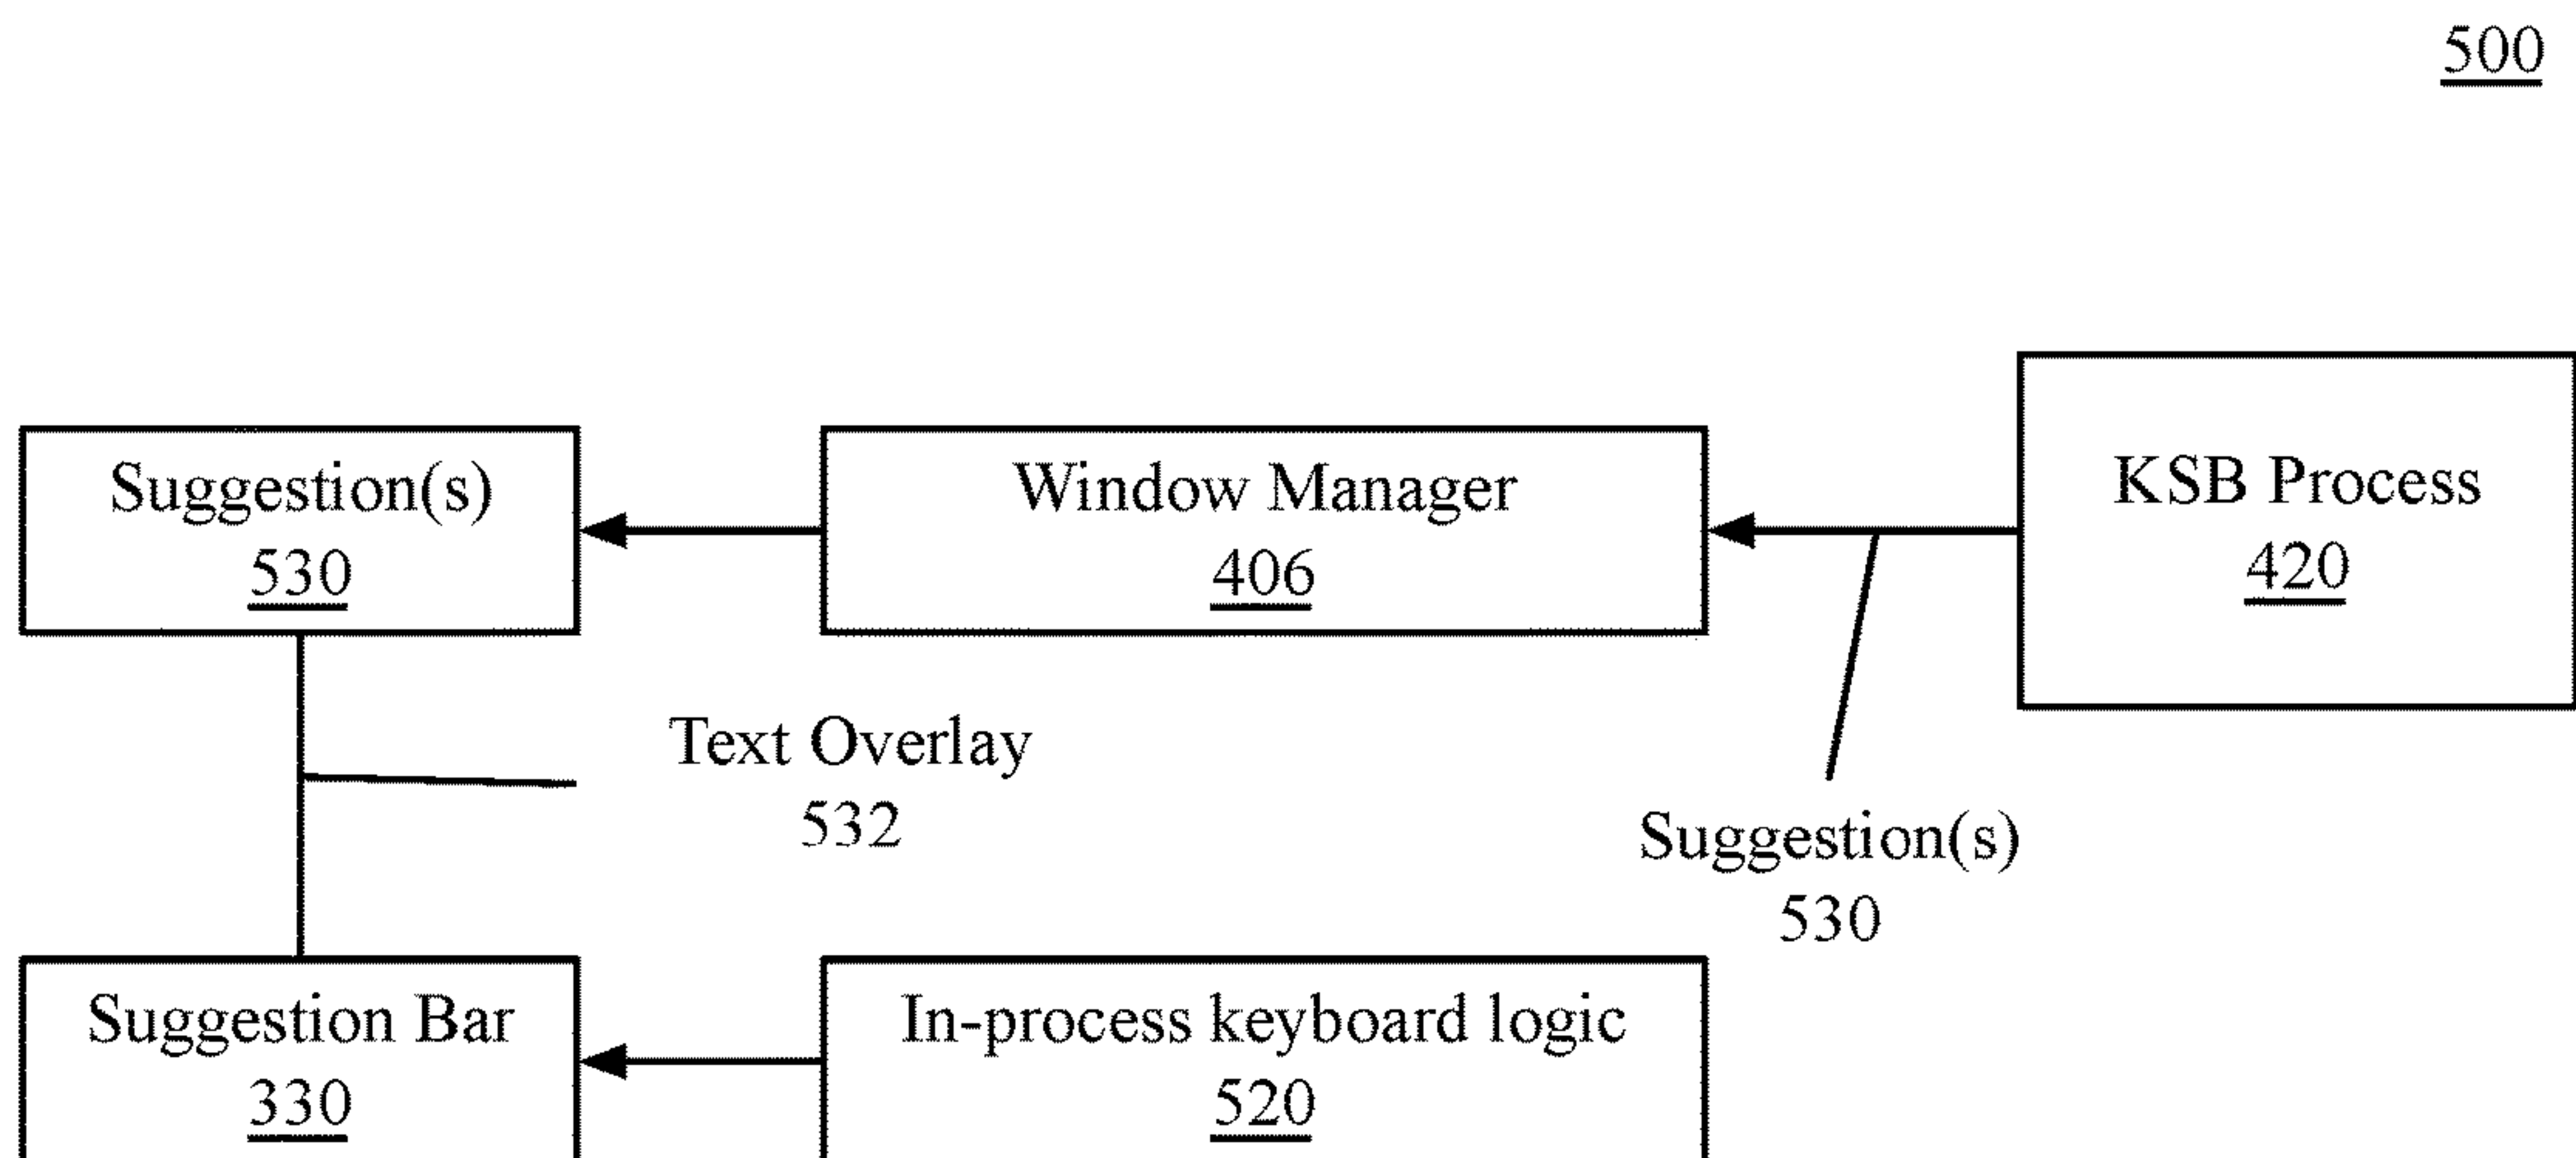 500
Suggestion(s)
530
Window Manager
406
KSB Process
420
Text Overlay
532
Suggestion(s)
530
Suggestion Bar
330
In-process keyboard logic
520